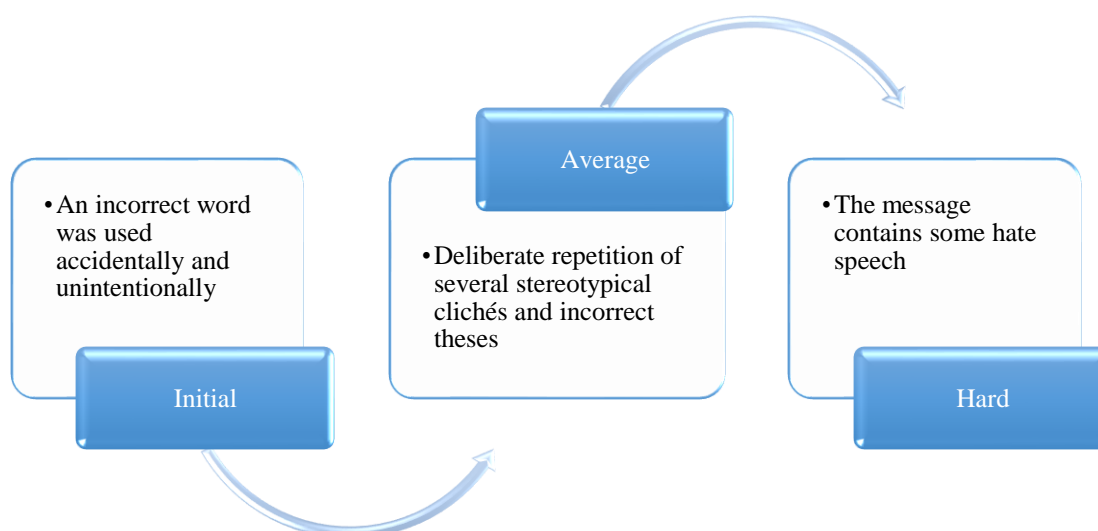 • An incorrect word
was used
accidentally and
unintentionally
Initial
Average
• Deliberate repetition of
several stereotypical
clichés and incorrect
theses
• The message
contains some hate
speech
Hard